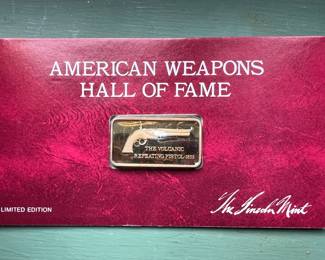 AMERICAN WEAPONS
HALL OF FAME
THE VOLCANIC
REPEATING PISTOL-1855
LIMITED EDITION
The Lincoln Mint